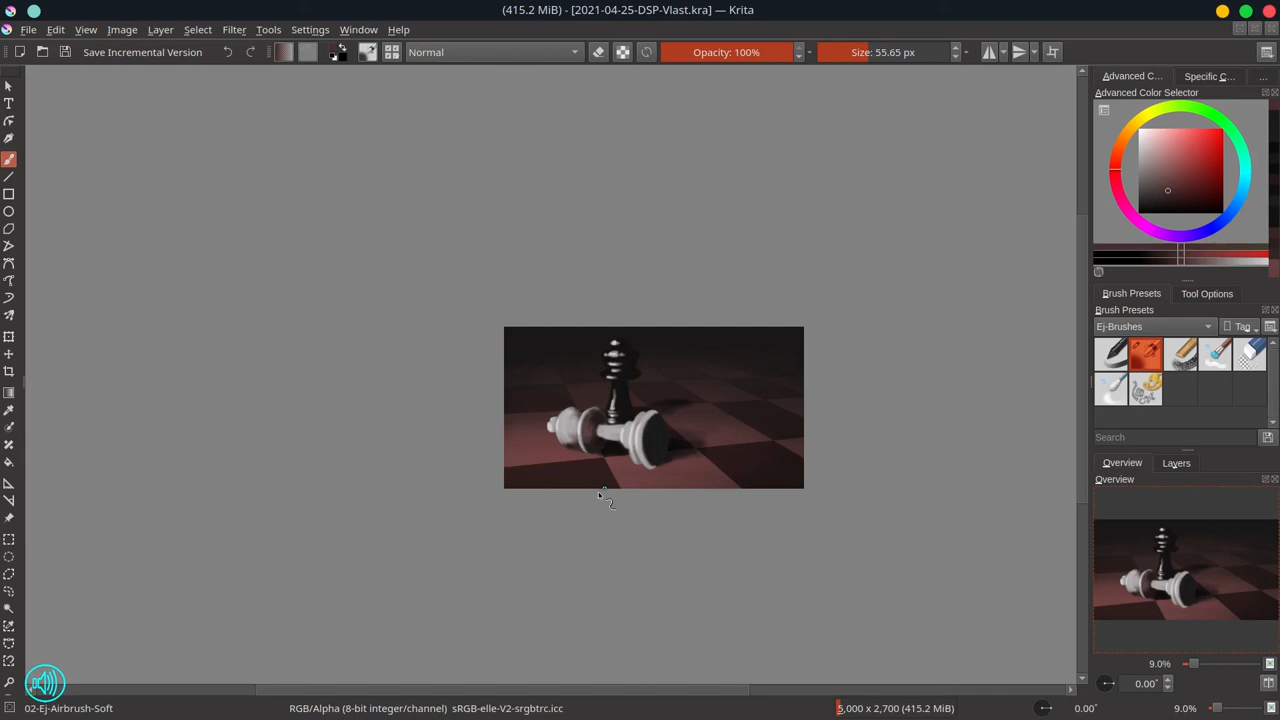 (415.2 MiB) - [2021-04-25-DSP-Vlast.kra] — Krita
File Edit View Image Layer Select Filter Tools Settings Window Help
Save Incremental Version Normal Opacity: 100% Size: 55.65 px
Advanced C... Specific C... ...
Advanced Color Selector
Brush Presets Tool Options
Brush Presets
Ej-Brushes Tag
Search
Overview Layers
Overview
9.0%
0.00°
02-Ej-Airbrush-Soft RGB/Alpha (8-bit integer/channel) sRGB-elle-V2-srgbtrc.icc 5,000 x 2,700 (415.2 MiB) 0.00° 9.0%